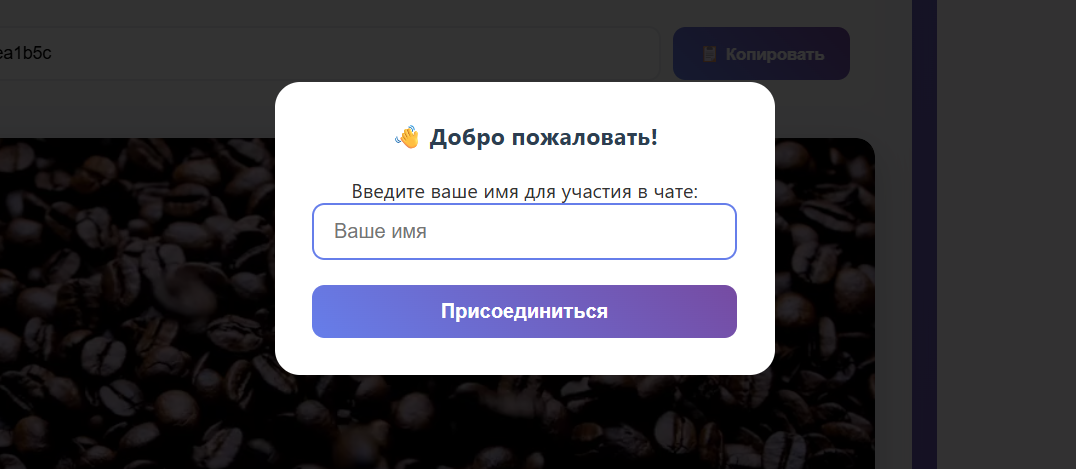 ea1b5c
📋 Копировать
👋 Добро пожаловать!
Введите ваше имя для участия в чате:
Ваше имя
Присоединиться